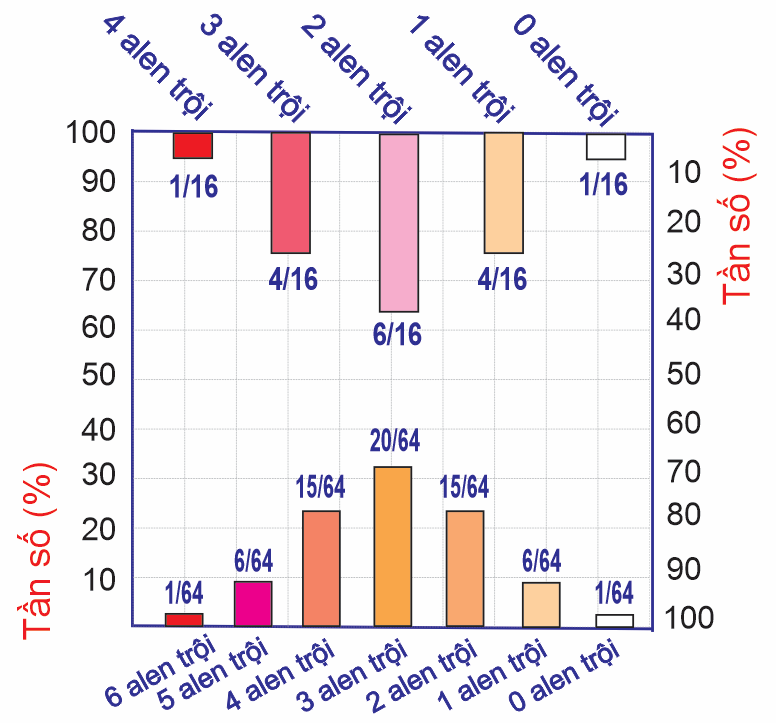 4 alen trội
3 alen trội
2 alen trội
1 alen trội
0 alen trội
100
90
80
70
60
50
40
30
20
10
Tần số (%)
10
20
30
40
50
60
70
80
90
100
Tần số (%)
1/16
4/16
6/16
4/16
1/16
1/64
6/64
15/64
20/64
15/64
6/64
1/64
6 alen trội
5 alen trội
4 alen trội
3 alen trội
2 alen trội
1 alen trội
0 alen trội